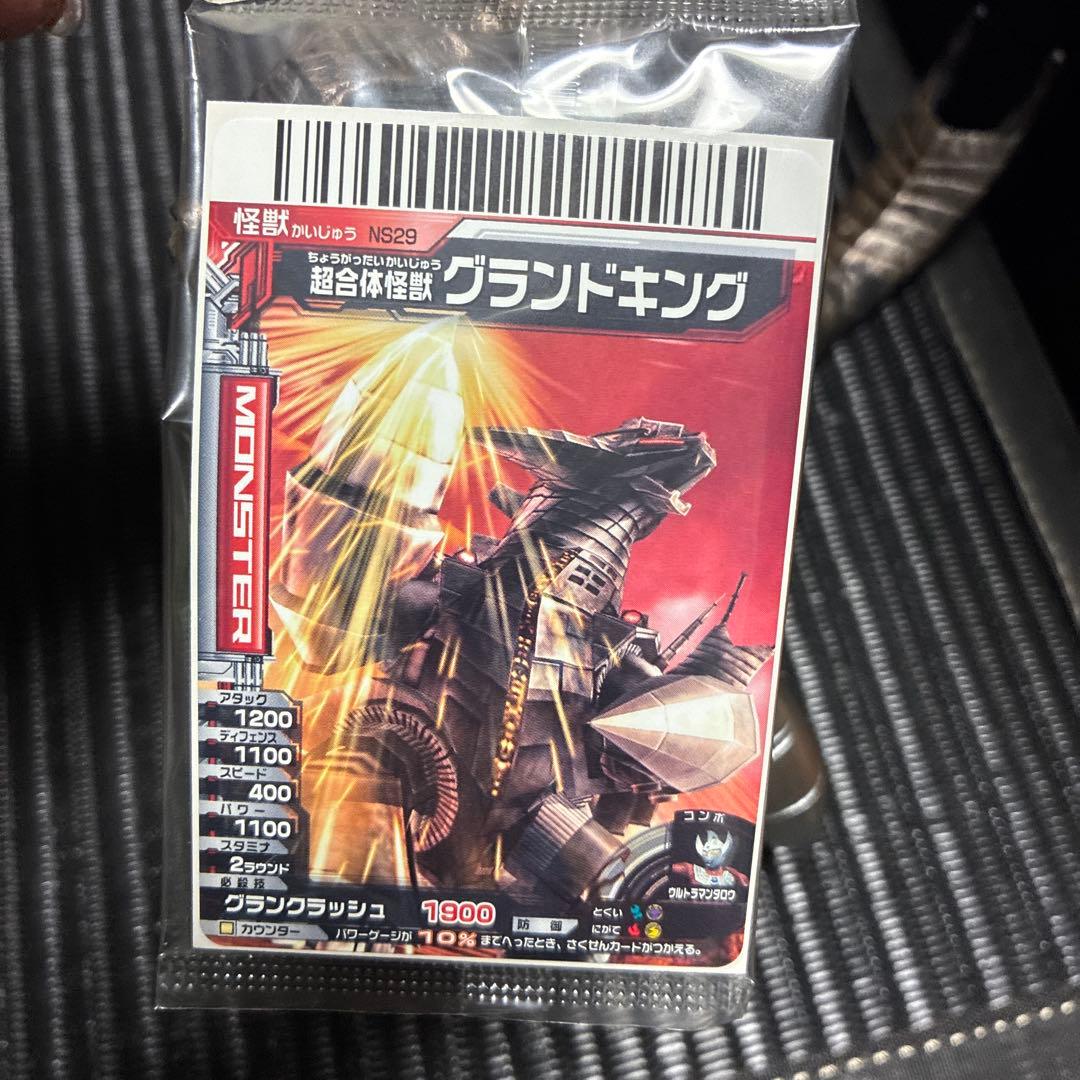 怪獣 かいじゅう NS29
ちょうがったいかいじゅう
超合体怪獣 グランドキング
MONSTER
アタック
1200
ディフェンス
1100
スピード
400
パワー
1100
スタミナ
2ラウンド
必殺技
グランクラッシュ 1900 防御
とくい
にがて
カウンター パワーゲージが10%までへったとき、さくせんカードがつかえる。
コンボ
ウルトラマンタロウ